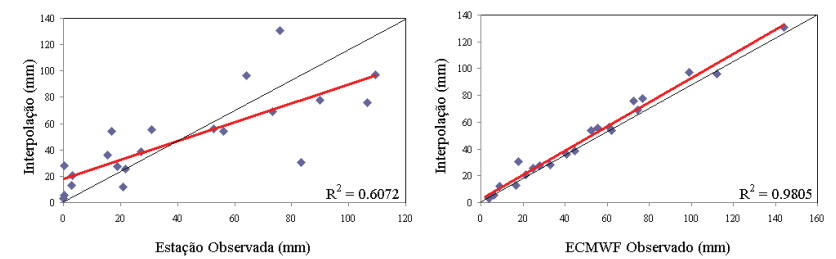 140
120
100
80
60
40
20
0
Interpolação (mm)
0 20 40 60 80 100 120
Estação Observada (mm)
R² = 0.6072
140
120
100
80
60
40
20
0
Interpolação (mm)
0 20 40 60 80 100 120 140 160
ECMWF Observado (mm)
R² = 0.9805